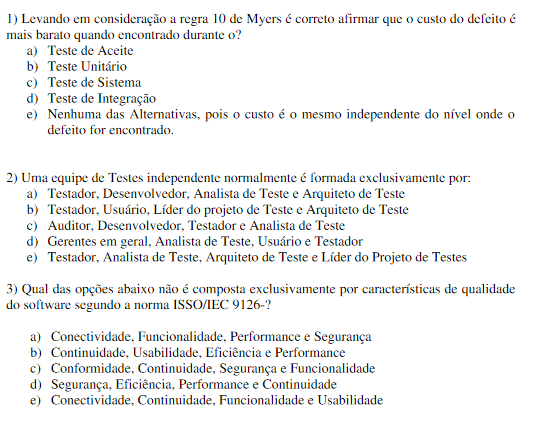 1) Levando em consideração a regra 10 de Myers é correto afirmar que o custo do defeito é
mais barato quando encontrado durante o?
a) Teste de Aceite
b) Teste Unitário
c) Teste de Sistema
d) Teste de Integração
e) Nenhuma das Alternativas, pois o custo é o mesmo independente do nível onde o
defeito for encontrado.
2) Uma equipe de Testes independente normalmente é formada exclusivamente por:
a) Testador, Desenvolvedor, Analista de Teste e Arquiteto de Teste
b) Testador, Usuário, Líder do projeto de Teste e Arquiteto de Teste
c) Auditor, Desenvolvedor, Testador e Analista de Teste
d) Gerentes em geral, Analista de Teste, Usuário e Testador
e) Testador, Analista de Teste, Arquiteto de Teste e Líder do Projeto de Testes
3) Qual das opções abaixo não é composta exclusivamente por características de qualidade
do software segundo a norma ISSO/IEC 9126-?
a) Conectividade, Funcionalidade, Performance e Segurança
b) Continuidade, Usabilidade, Eficiência e Performance
c) Conformidade, Continuidade, Segurança e Funcionalidade
d) Segurança, Eficiência, Performance e Continuidade
e) Conectividade, Continuidade, Funcionalidade e Usabilidade